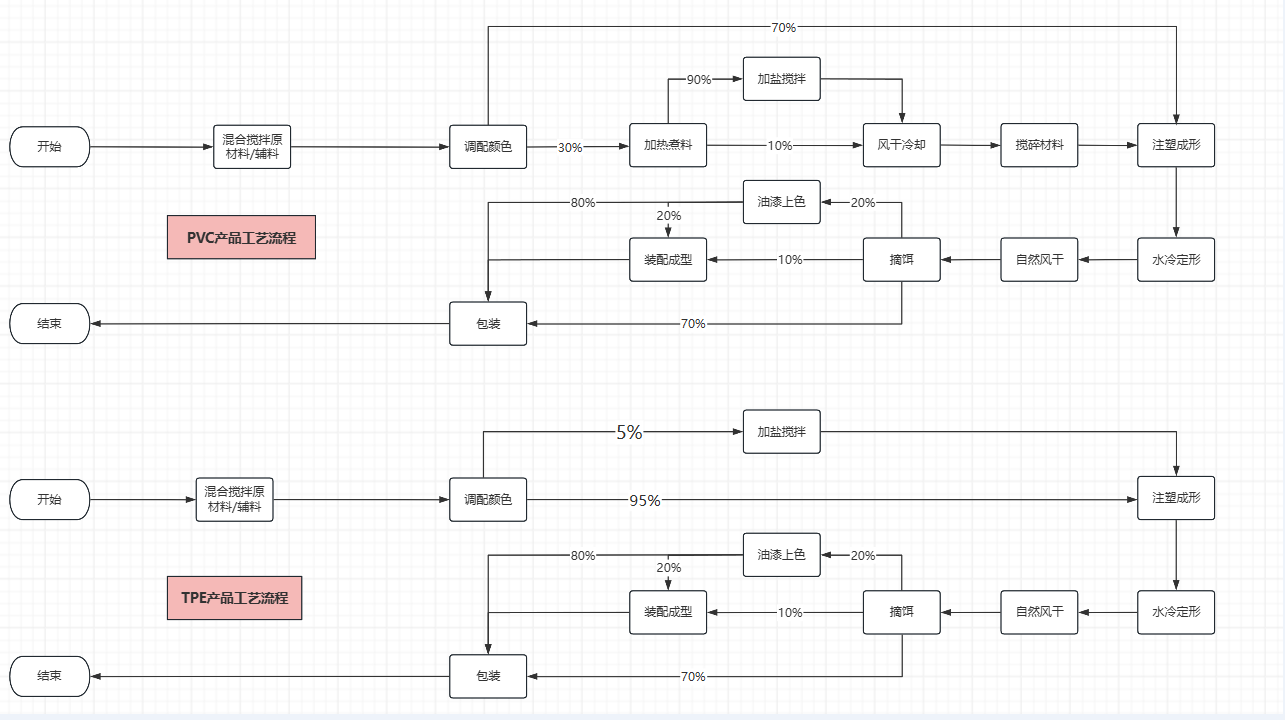 70%
90%
加盐搅拌
开始
混合搅拌原
材料/辅料
调配颜色
30%
加热煮料
10%
风干冷却
搅碎材料
注塑成形
油漆上色
80%
20%
20%
PVC产品工艺流程
装配成型
10%
摘饵
自然风干
水冷定形
结束
包装
70%
5%
加盐搅拌
开始
混合搅拌原
材料/辅料
调配颜色
95%
注塑成形
油漆上色
80%
20%
20%
TPE产品工艺流程
装配成型
10%
摘饵
自然风干
水冷定形
结束
包装
70%